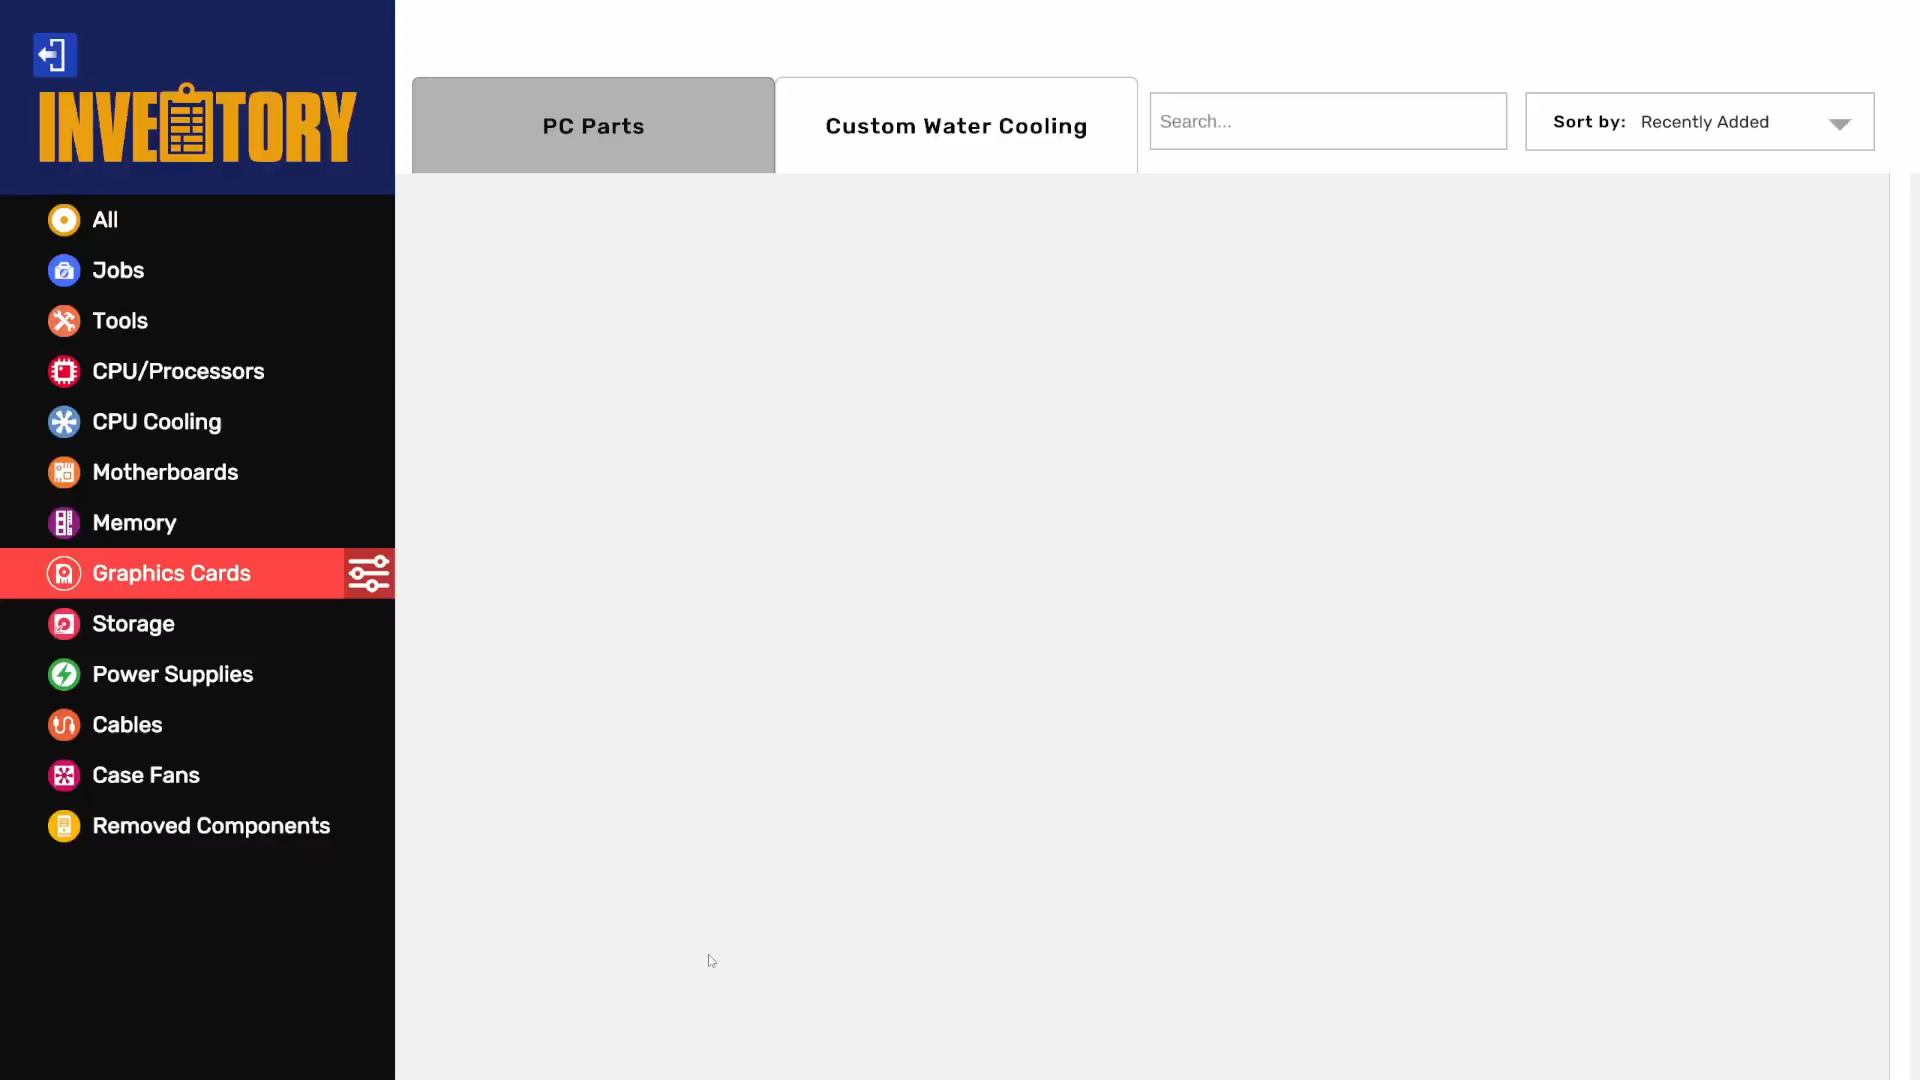 INVENTORY
PC Parts
Custom Water Cooling
Search...
Sort by: Recently Added
All
Jobs
Tools
CPU/Processors
CPU Cooling
Motherboards
Memory
Graphics Cards
Storage
Power Supplies
Cables
Case Fans
Removed Components